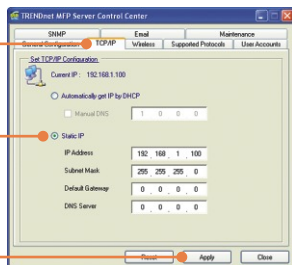 TRENDnet MFP Server Control Center
SNMP Email Maintenance
General Configuration TCP/IP Wireless Supported Protocols User Accounts
Set TCP/IP Configuration
Current IP : 192.168.1.100
Automatically get IP by DHCP
Manual DNS 1 . 0 . 0 . 0
Static IP
IP Address 192 . 168 . 1 . 100
Subnet Mask 255 . 255 . 255 . 0
Default Gateway 0 . 0 . 0 . 0
DNS Server 0 . 0 . 0 . 0
Reset Apply Close